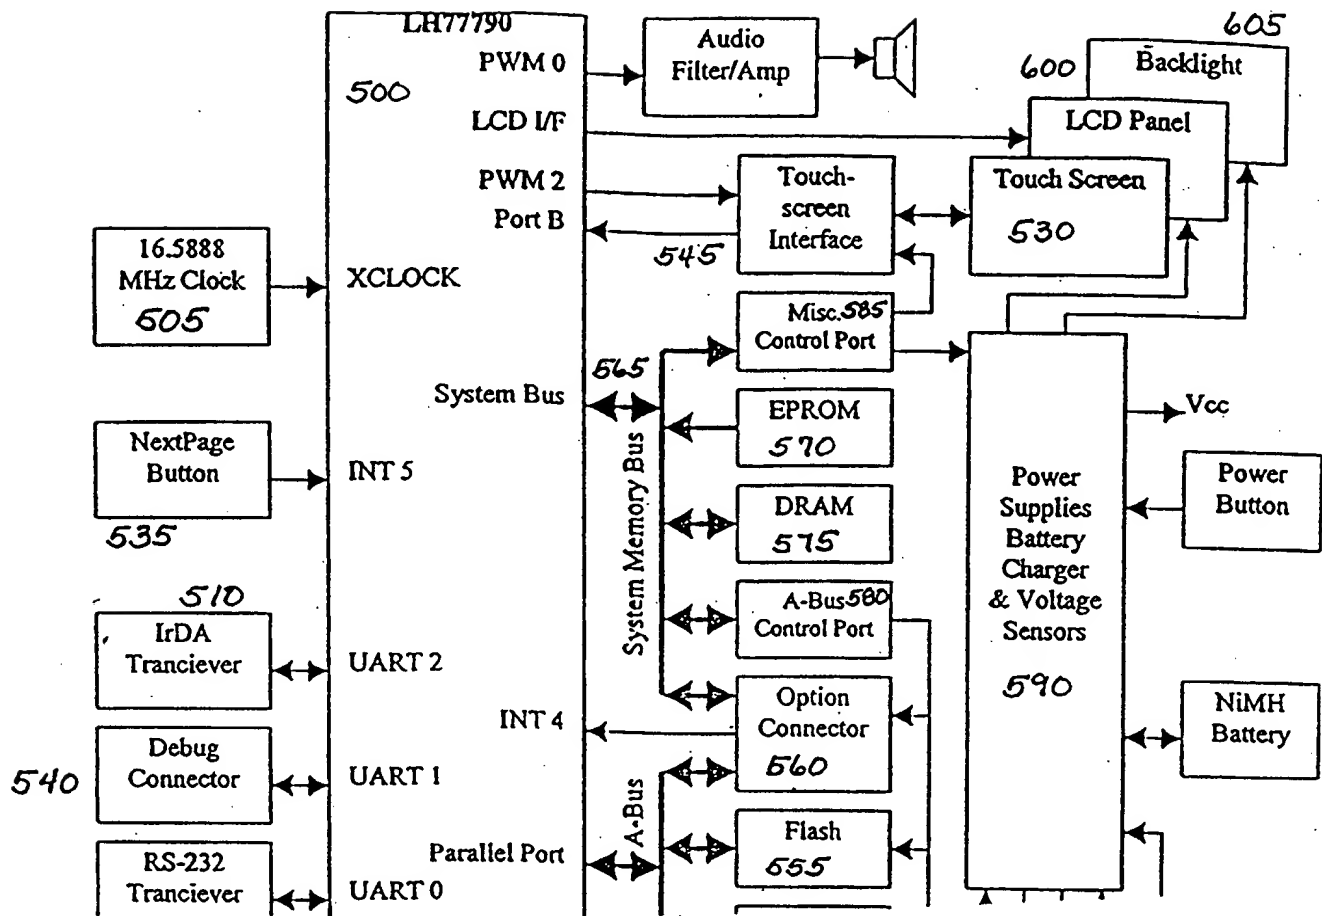 LH77790
500
PWM 0
LCD I/F
PWM 2
Port B
XCLOCK
System Bus
INT 5
UART 2
INT 4
UART 1
Parallel Port
UART 0
16.5888
MHz Clock
505
NextPage
Button
535
510
IrDA
Tranciever
Debug
Connector
540
RS-232
Tranciever
Audio
Filter/Amp
605
Backlight
600
LCD Panel
Touch Screen
530
Touch-
screen
Interface
545
Misc. 585
Control Port
565
System Memory Bus
EPROM
570
DRAM
575
A-Bus 580
Control Port
Option
Connector
560
A-Bus
Flash
555
Power
Supplies
Battery
Charger
& Voltage
Sensors
590
Vcc
Power
Button
NiMH
Battery